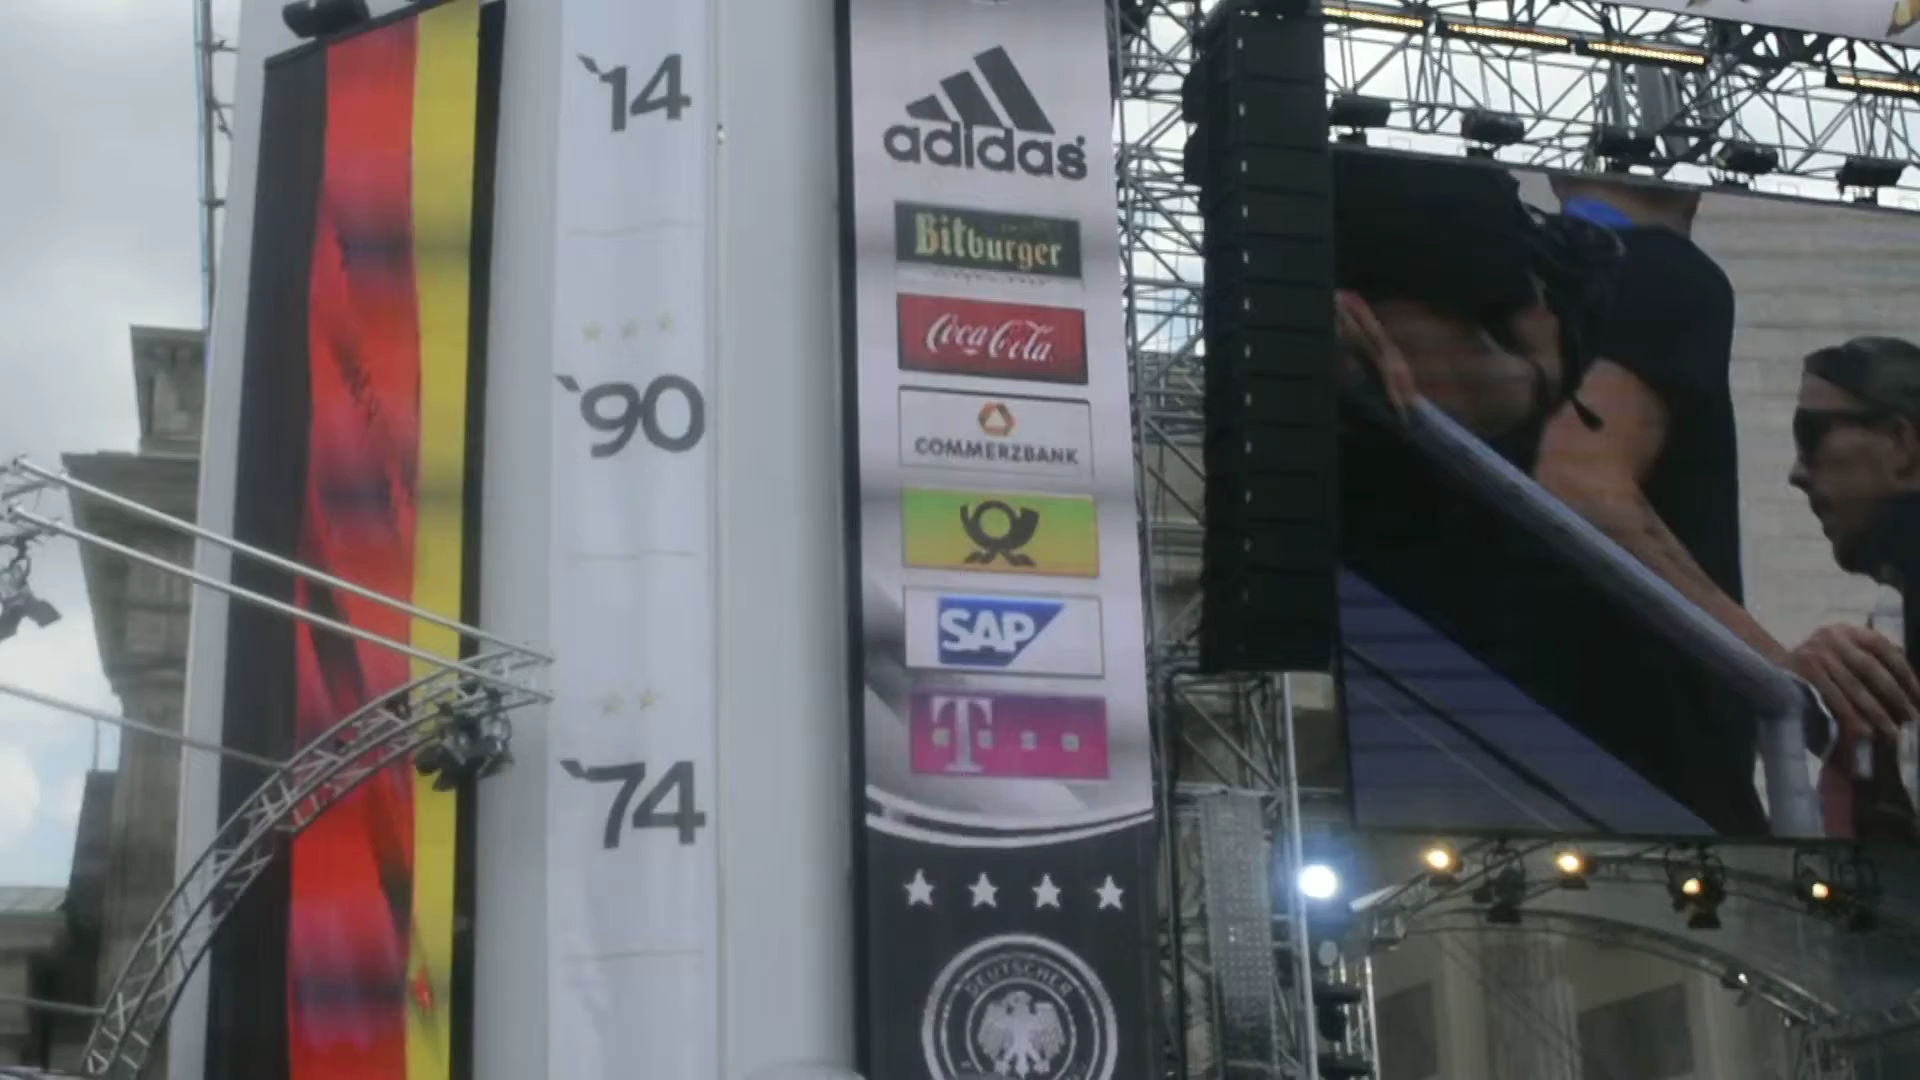 '14
'90
'74
adidas
Bitburger
Coca-Cola
COMMERZBANK
SAP
T
DEUTSCHER